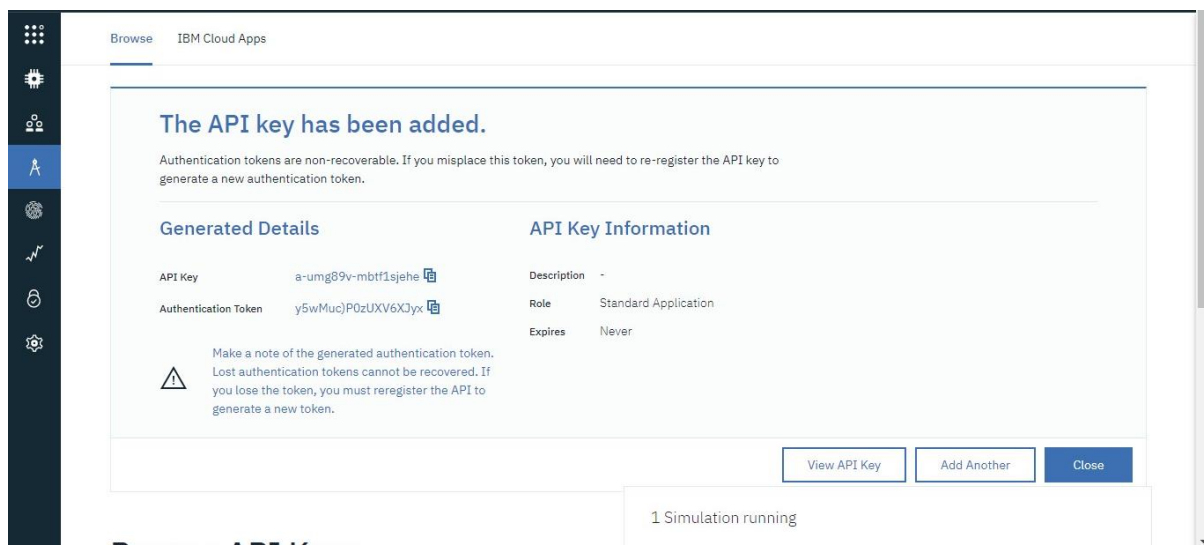 Browse IBM Cloud Apps
The API key has been added.
Authentication tokens are non-recoverable. If you misplace this token, you will need to re-register the API key to
generate a new authentication token.
Generated Details
API Key a-umg89v-mbtf1sjehe
Authentication Token y5wMuc)P0zUXV6XJyx
Make a note of the generated authentication token.
Lost authentication tokens cannot be recovered. If
you lose the token, you must reregister the API to
generate a new token.
API Key Information
Description -
Role Standard Application
Expires Never
View API Key Add Another Close
1 Simulation running